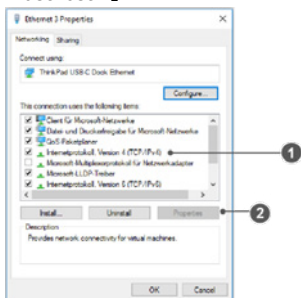 Ethernet 3 Properties
Networking Sharing
Connect using:
ThinkPad USB-C Dock Ethernet
Configure...
This connection uses the following items:
Client für Microsoft-Netzwerke
Datei- und Druckerfreigabe für Microsoft-Netzwerke
QoS-Paketplaner
Internetprotokoll, Version 4 (TCP/IPv4)
1
Microsoft-Multiplexorprotokoll für Netzwerkadapter
Microsoft-LLDP-Treiber
Internetprotokoll, Version 6 (TCP/IPv6)
Install... Uninstall Properties
2
Description
Provides network connectivity for virtual machines.
OK Cancel